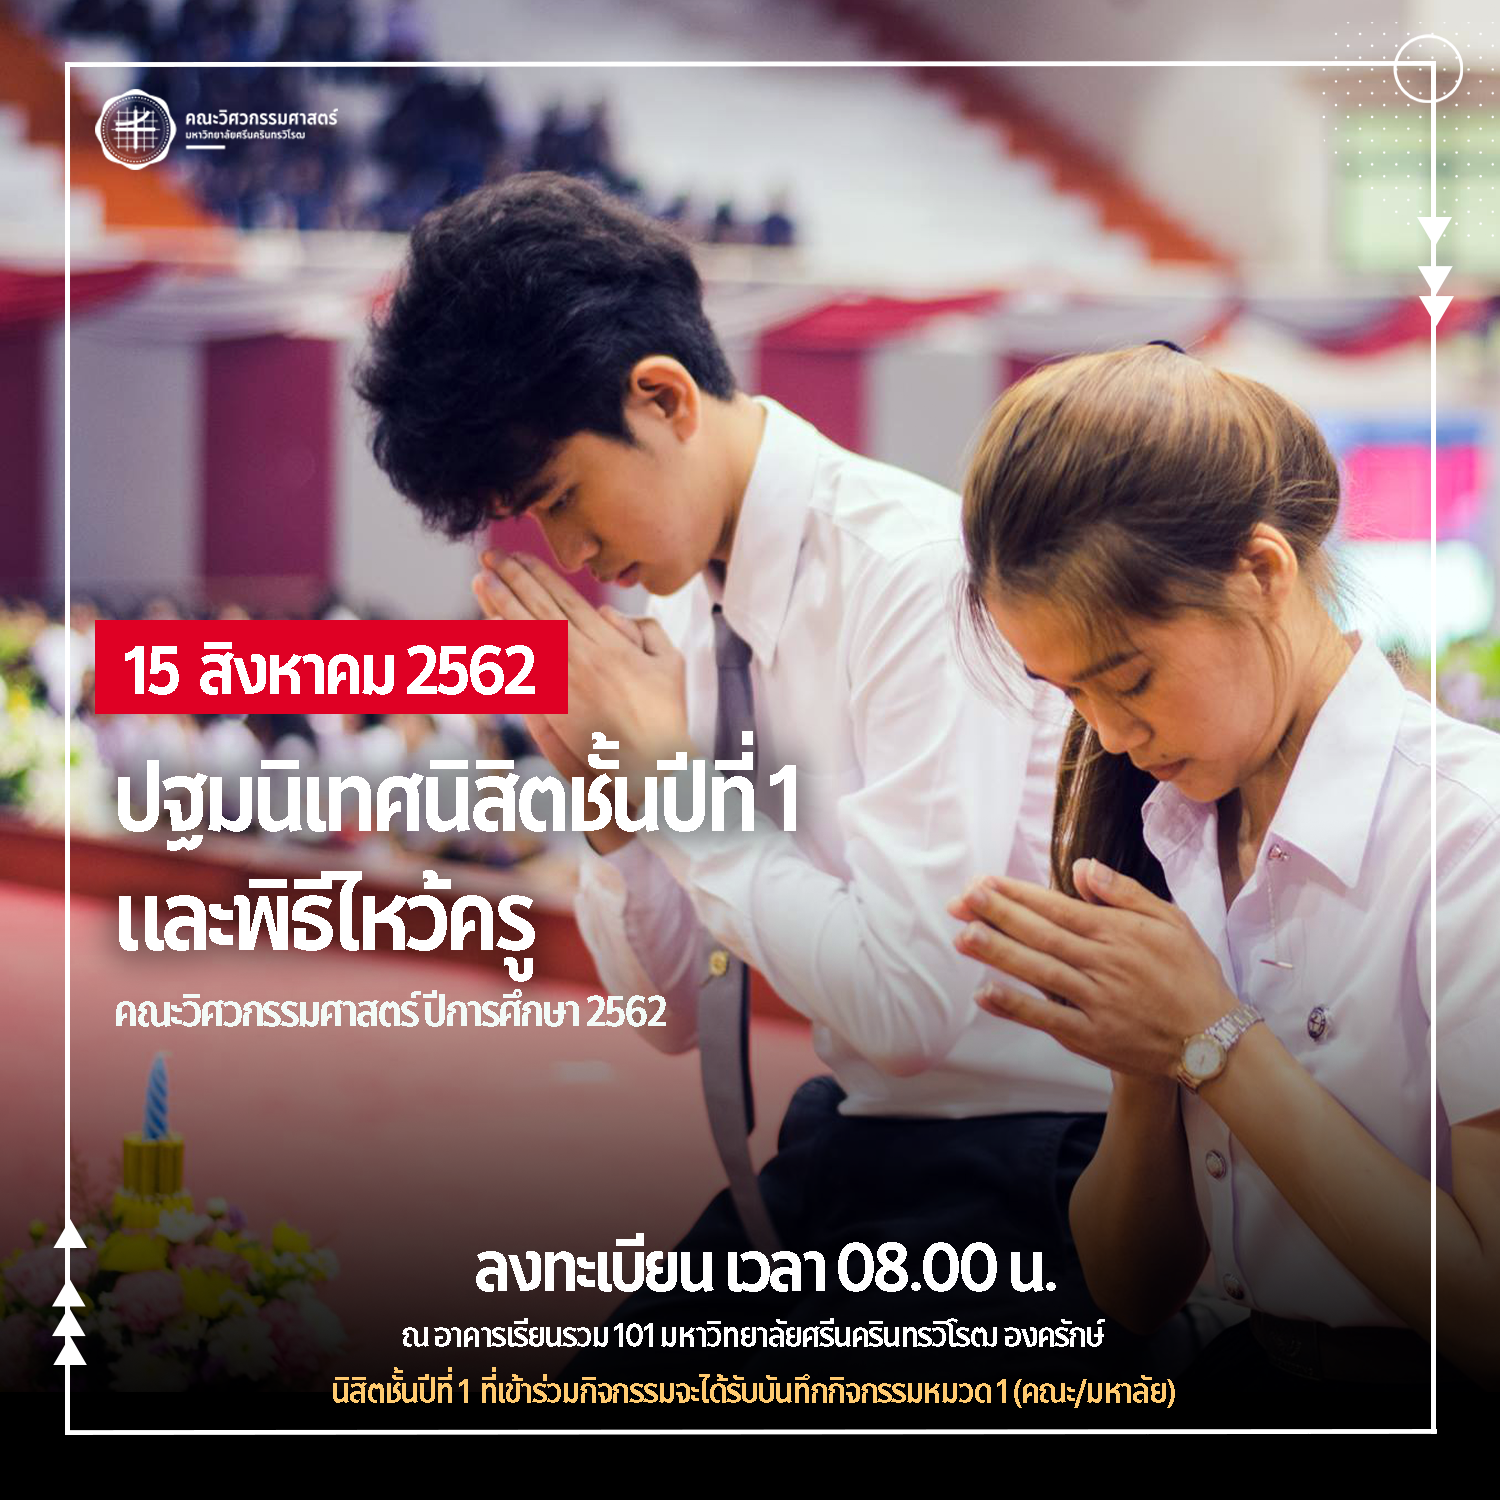 คณะวิศวกรรมศาสตร์
มหาวิทยาลัยศรีนครินทรวิโรฒ
15 สิงหาคม 2562
ปฐมนิเทศนิสิตชั้นปีที่ 1
และพิธีไหว้ครู
คณะวิศวกรรมศาสตร์ ปีการศึกษา 2562
ลงทะเบียน เวลา 08.00 น.
ณ อาคารเรียนรวม 101 มหาวิทยาลัยศรีนครินทรวิโรฒ องครักษ์
นิสิตชั้นปีที่ 1 ที่เข้าร่วมกิจกรรมจะได้รับบันทึกกิจกรรมหมวด 1 (คณะ/มหาลัย)